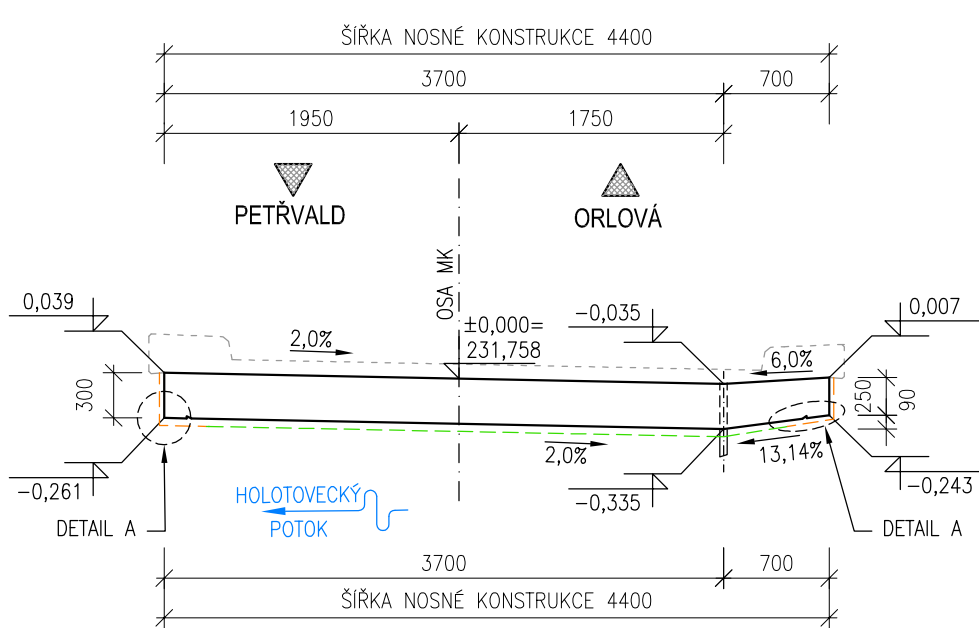 ŠÍŘKA NOSNÉ KONSTRUKCE 4400
3700
700
1950
1750
PETŘVALD
ORLOVÁ
OSA MK
0,039
2,0%
±0,000=
231,758
-0,035
0,007
6,0%
300
250
90
2,0%
13,14%
-0,261
-0,335
-0,243
HOLOTOVECKÝ
POTOK
DETAIL A
DETAIL A
3700
700
ŠÍŘKA NOSNÉ KONSTRUKCE 4400